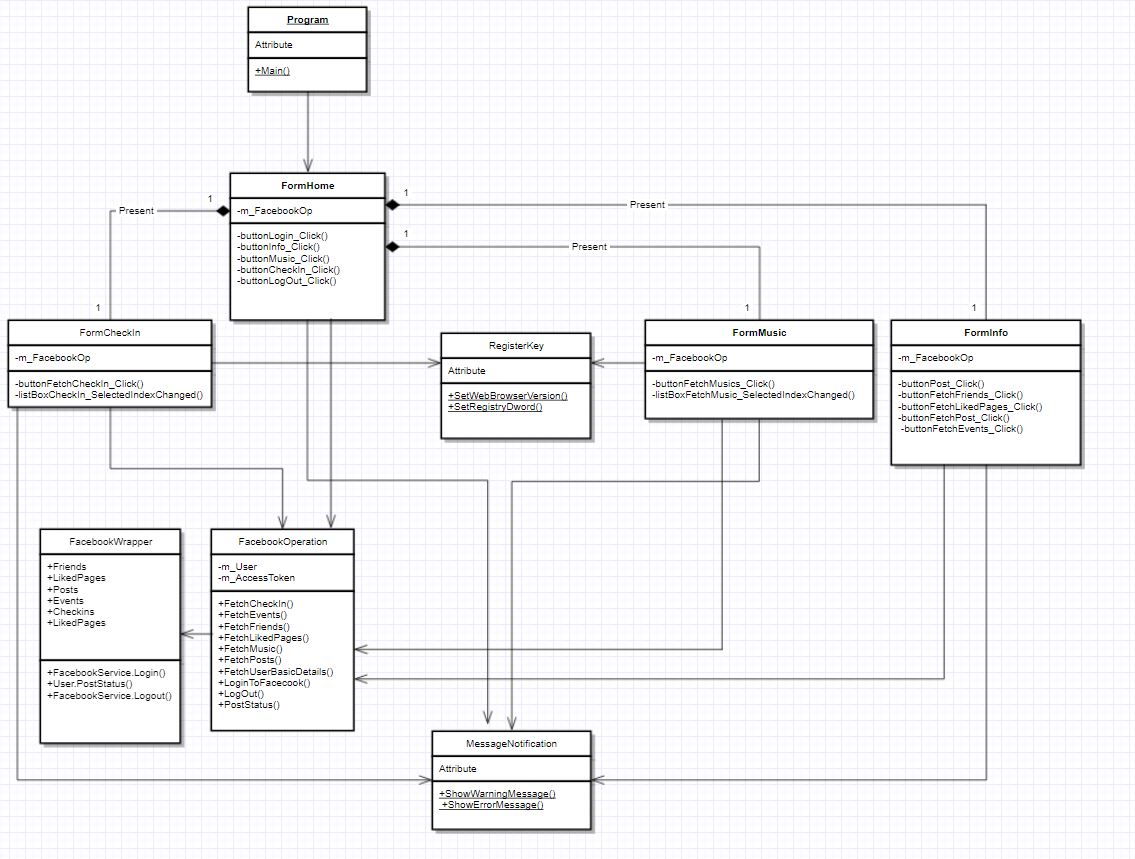 Program
Attribute
+Main()
FormHome
-m_FacebookOp
-buttonLogin_Click()
-buttonInfo_Click()
-buttonMusic_Click()
-buttonCheckIn_Click()
-buttonLogOut_Click()
1
Present
1
Present
1
Present
1
1
1
FormCheckIn
-m_FacebookOp
-buttonFetchCheckIn_Click()
-listBoxCheckIn_SelectedIndexChanged()
RegisterKey
Attribute
+SetWebBrowserVersion()
+SetRegistryDword()
FormMusic
-m_FacebookOp
-buttonFetchMusics_Click()
-listBoxFetchMusic_SelectedIndexChanged()
FormInfo
-m_FacebookOp
-buttonPost_Click()
-buttonFetchFriends_Click()
-buttonFetchLikedPages_Click()
-buttonFetchPost_Click()
-buttonFetchEvents_Click()
FacebookWrapper
+Friends
+LikedPages
+Posts
+Events
+Checkins
+LikedPages
+FacebookService.Login()
+User.PostStatus()
+FacebookService.Logout()
FacebookOperation
-m_User
-m_AccessToken
+FetchCheckIn()
+FetchEvents()
+FetchFriends()
+FetchLikedPages()
+FetchMusic()
+FetchPosts()
+FetchUserBasicDetails()
+LoginToFacecook()
+LogOut()
+PostStatus()
MessageNotification
Attribute
+ShowWarningMessage()
+ShowErrorMessage()